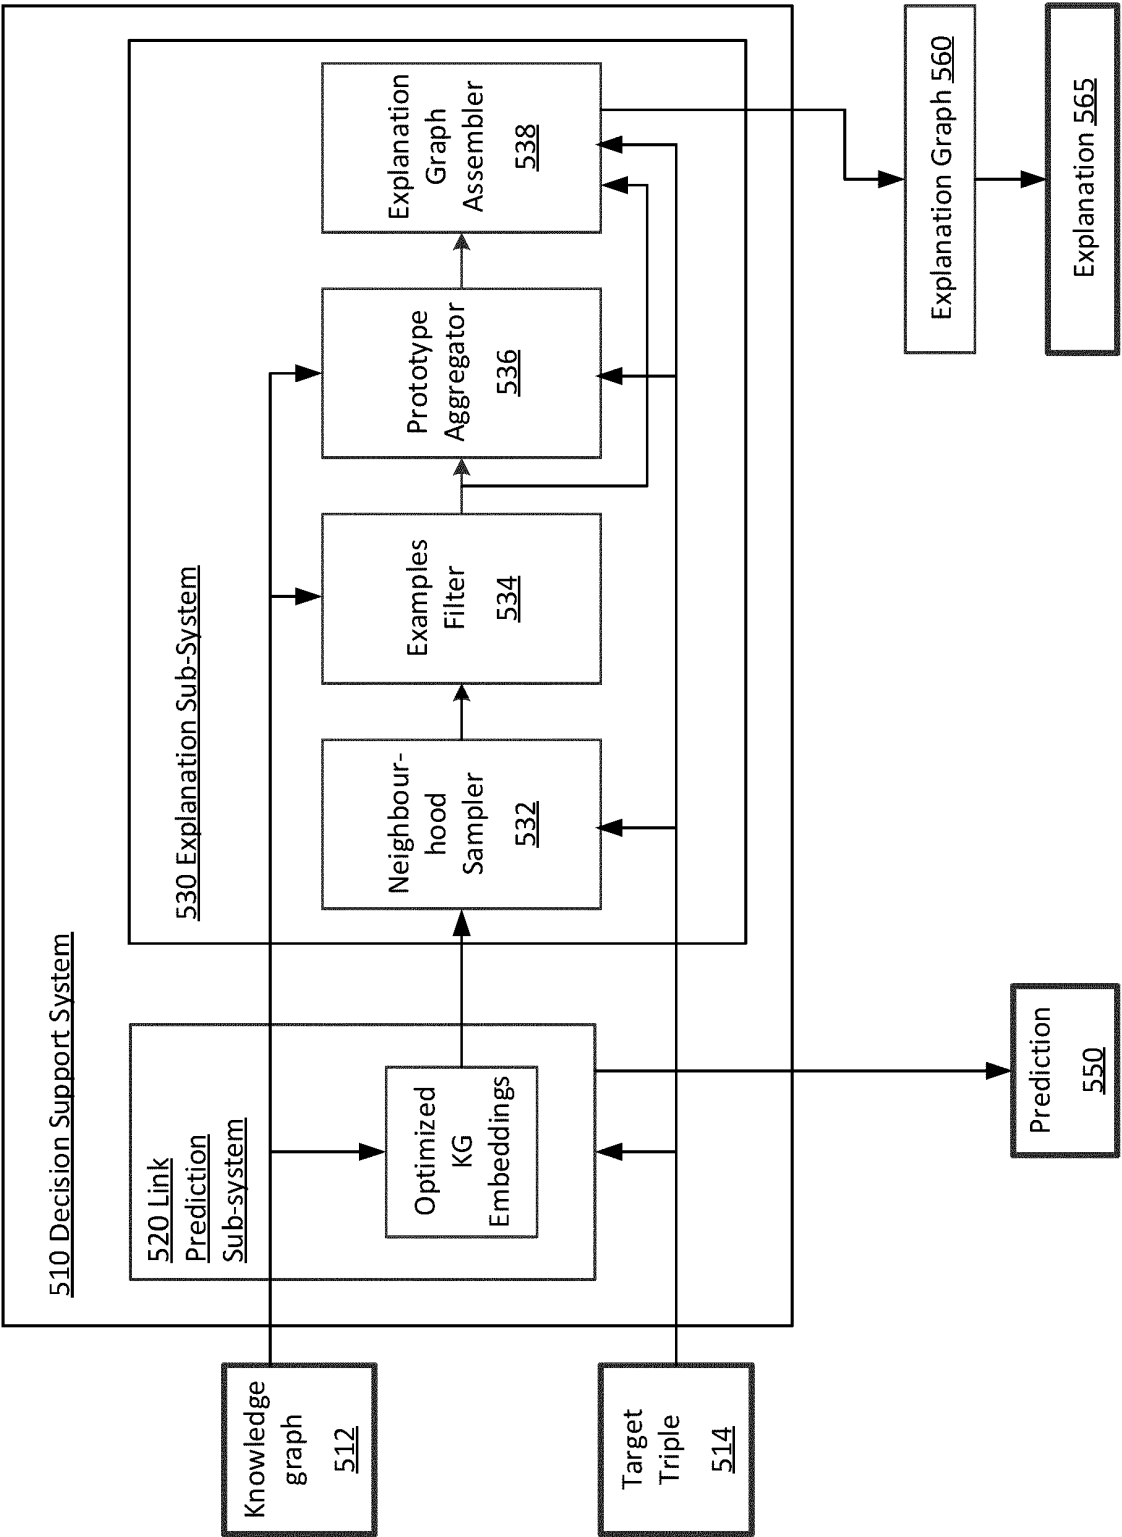 510 Decision Support System
520 Link
Prediction
Sub-system
530 Explanation Sub-System
Knowledge
graph
512
Target
Triple
514
Optimized
KG
Embeddings
Neighbour-
hood
Sampler
532
Examples
Filter
534
Prototype
Aggregator
536
Explanation
Graph
Assembler
538
Prediction
550
Explanation Graph 560
Explanation 565